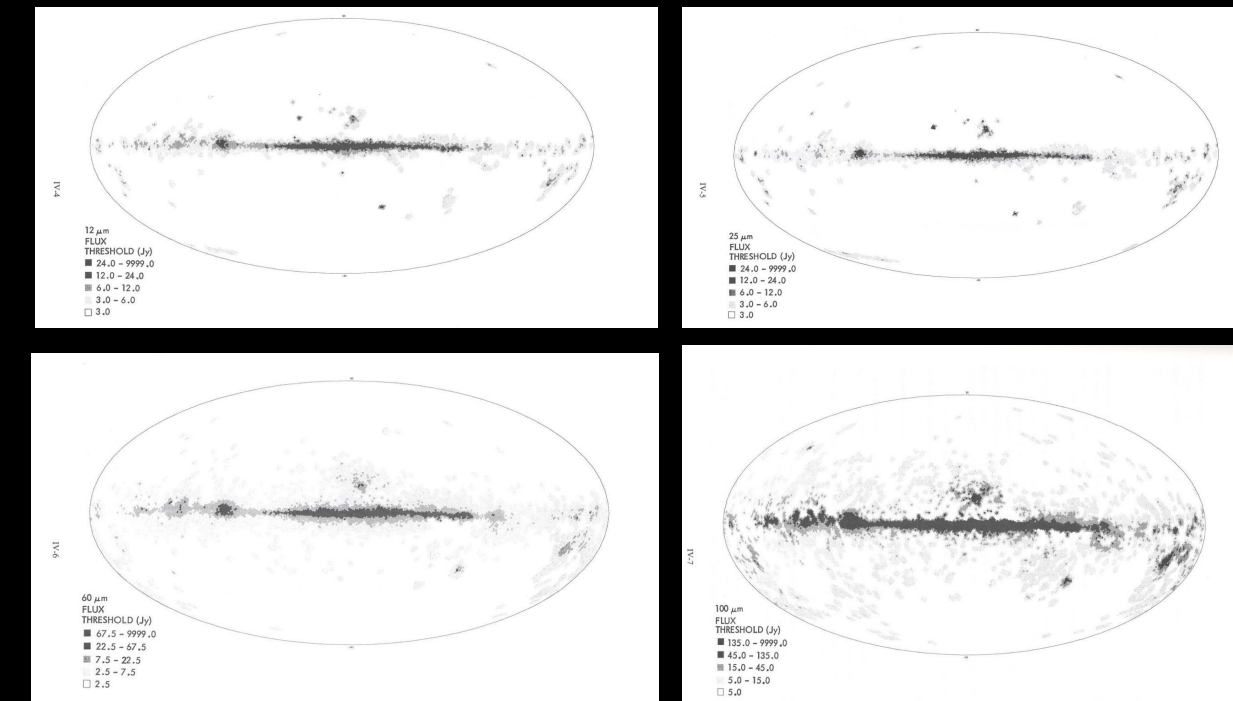 IV-4
12 μm
FLUX
THRESHOLD (Jy)
24.0 – 9999.0
12.0 – 24.0
6.0 – 12.0
3.0 – 6.0
3.0
IV-5
25 μm
FLUX
THRESHOLD (Jy)
24.0 – 9999.0
12.0 – 24.0
6.0 – 12.0
3.0 – 6.0
3.0
IV-6
60 μm
FLUX
THRESHOLD (Jy)
67.5 – 9999.0
22.5 – 67.5
7.5 – 22.5
2.5 – 7.5
2.5
IV-7
100 μm
FLUX
THRESHOLD (Jy)
135.0 – 9999.0
45.0 – 135.0
15.0 – 45.0
5.0 – 15.0
5.0